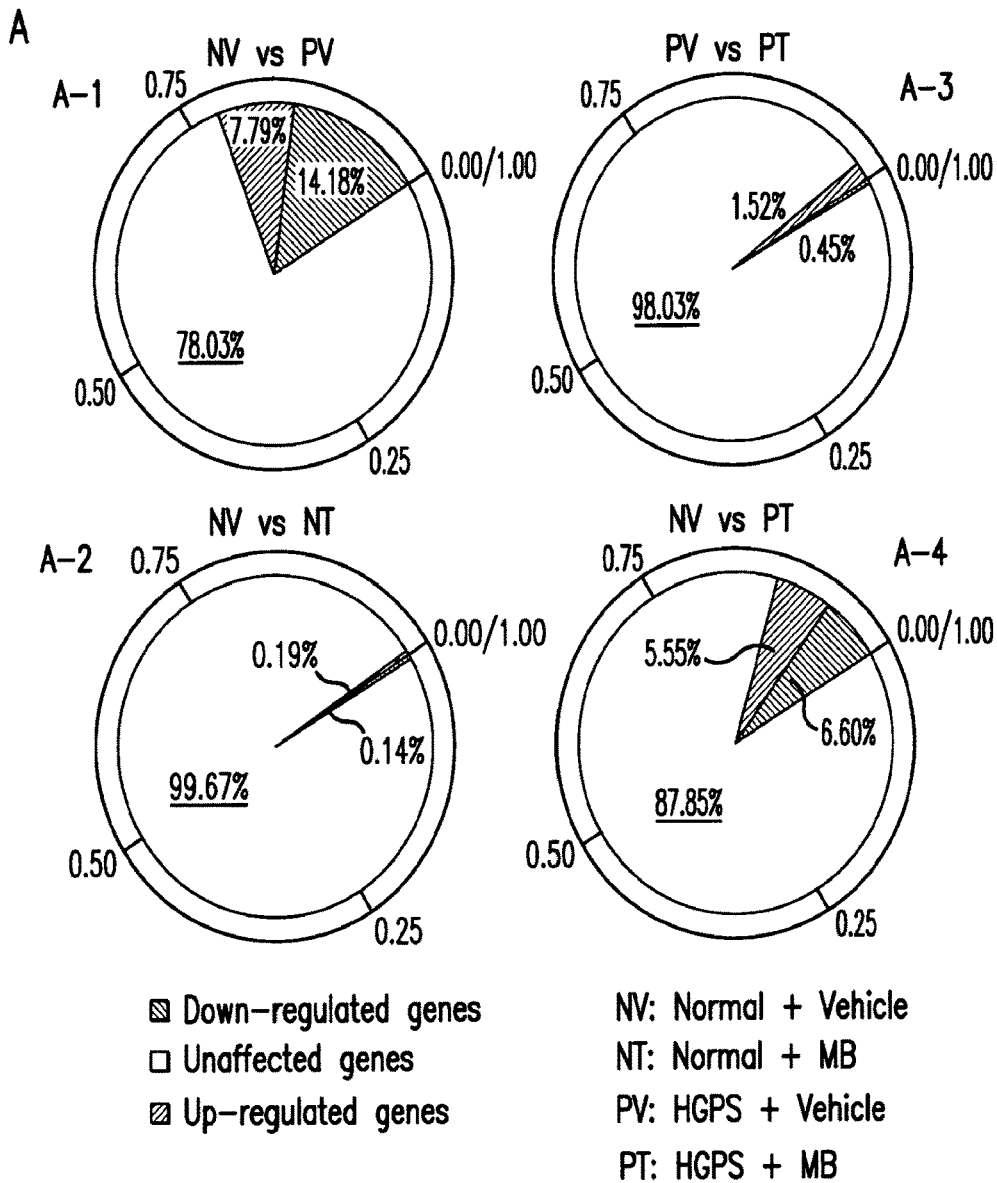 A
NV vs PV
A-1
0.75
7.79%
14.18%
0.00/1.00
78.03%
0.50
0.25
PV vs PT
A-3
0.75
0.00/1.00
1.52%
0.45%
98.03%
0.50
0.25
NV vs NT
A-2
0.75
0.00/1.00
0.19%
0.14%
99.67%
0.50
0.25
NV vs PT
A-4
0.75
0.00/1.00
5.55%
6.60%
87.85%
0.50
0.25
Down-regulated genes
Unaffected genes
Up-regulated genes
NV: Normal + Vehicle
NT: Normal + MB
PV: HGPS + Vehicle
PT: HGPS + MB